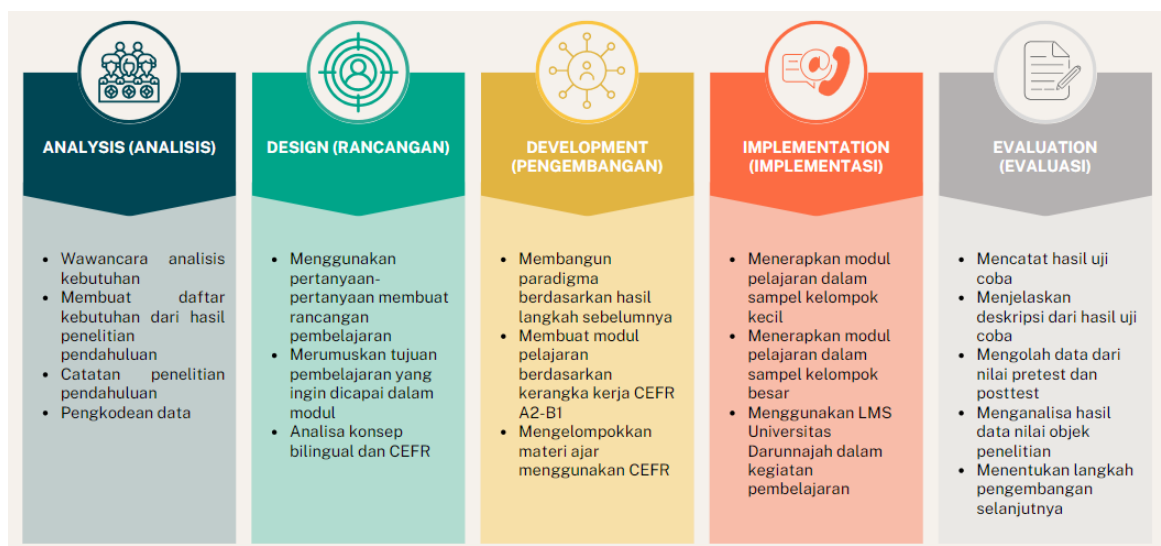 ANALYSIS (ANALISIS)
• Wawancara analisis
kebutuhan
• Membuat daftar
kebutuhan dari hasil
penelitian
pendahuluan
• Catatan penelitian
pendahuluan
• Pengkodean data
DESIGN (RANCANGAN)
• Menggunakan
pertanyaan-
pertanyaan membuat
rancangan
pembelajaran
• Merumuskan tujuan
pembelajaran yang
ingin dicapai dalam
modul
• Analisa konsep
bilingual dan CEFR
DEVELOPMENT
(PENGEMBANGAN)
• Membangun
paradigma
berdasarkan hasil
langkah sebelumnya
• Membuat modul
pelajaran
berdasarkan
kerangka kerja CEFR
A2-B1
• Mengelompokkan
materi ajar
menggunakan CEFR
IMPLEMENTATION
(IMPLEMENTASI)
• Menerapkan modul
pelajaran dalam
sampel kelompok
kecil
• Menerapkan modul
pelajaran dalam
sampel kelompok
besar
• Menggunakan LMS
Universitas
Darunnajah dalam
kegiatan
pembelajaran
EVALUATION
(EVALUASI)
• Mencatat hasil uji
coba
• Menjelaskan
deskripsi dari hasil uji
coba
• Mengolah data dari
nilai pretest dan
posttest
• Menganalisa hasil
data nilai objek
penelitian
• Menentukan langkah
pengembangan
selanjutnya